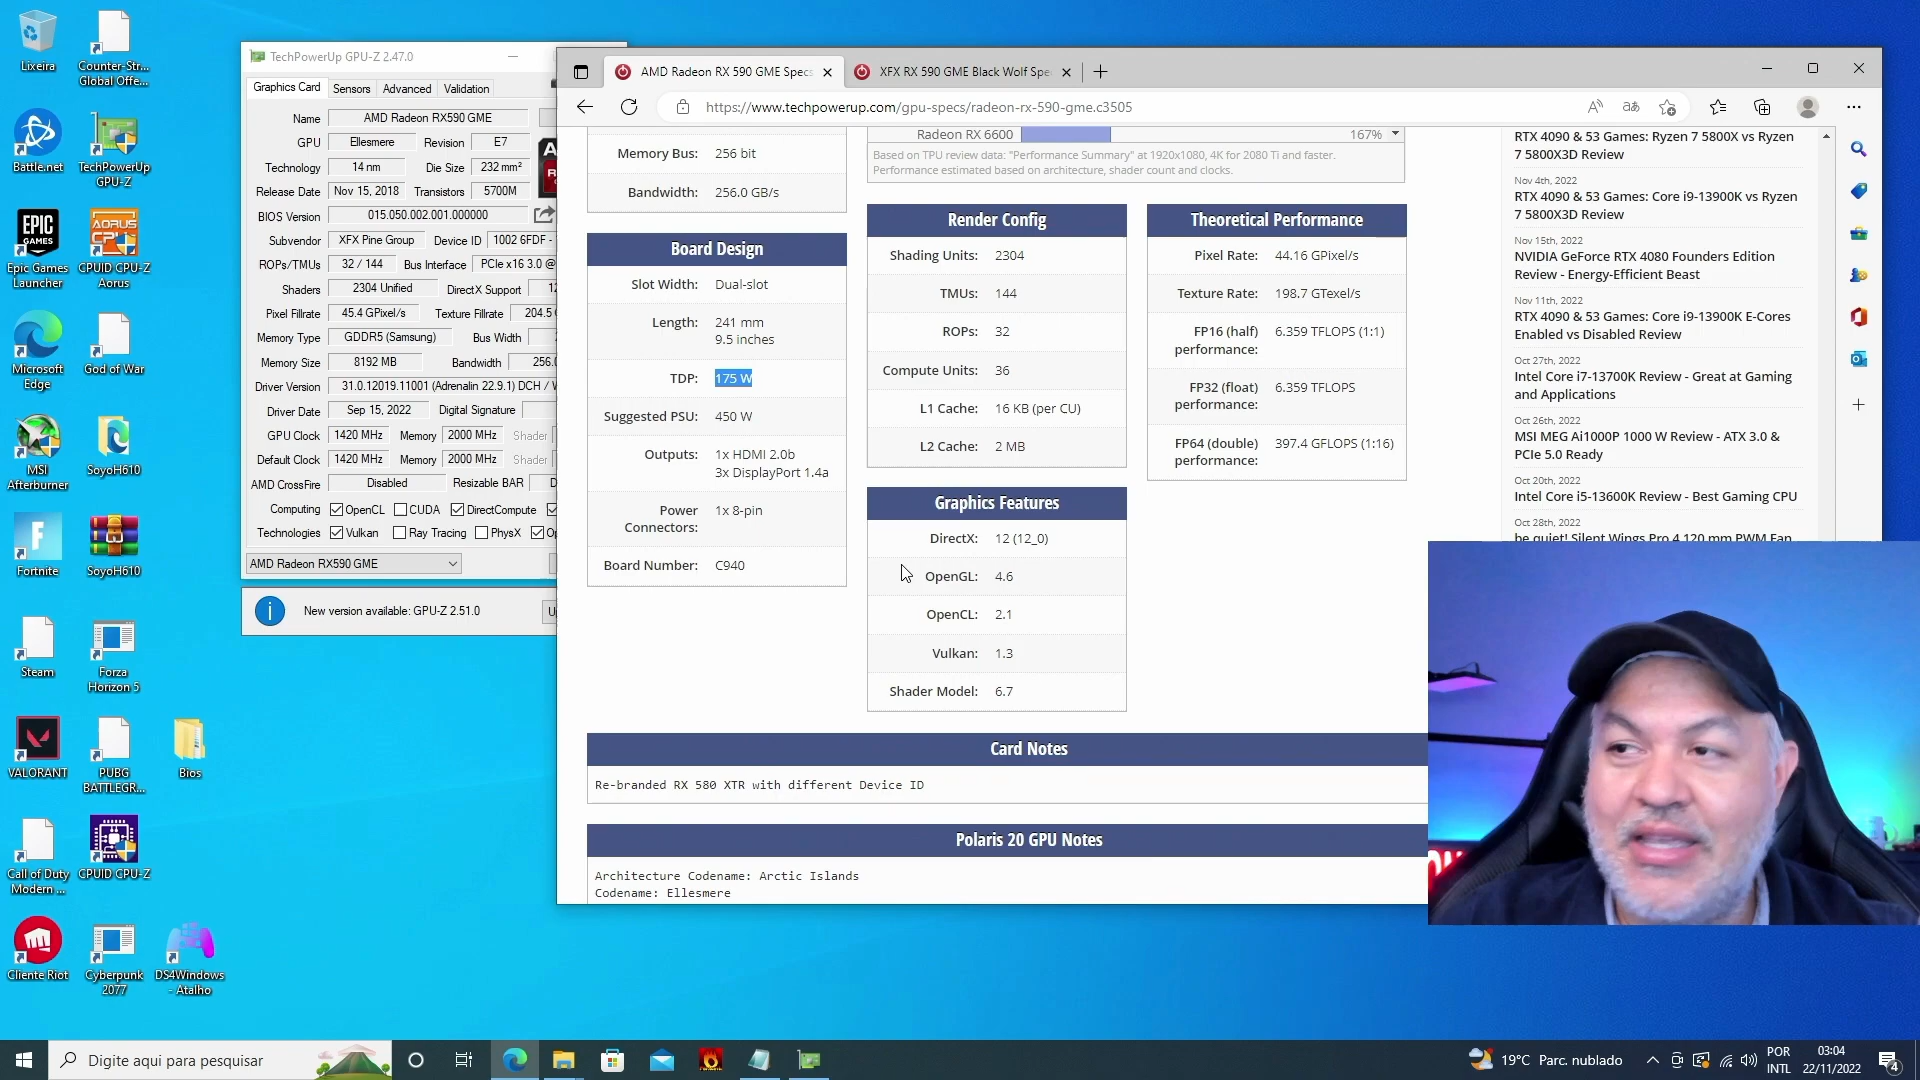 Lixeira
Counter-Str...
Global Offe...
Battle.net
TechPowerUp
GPU-Z
Epic Games
Launcher
CPUID CPU-Z
Aorus
Microsoft
Edge
God of War
MSI
Afterburner
SoyoH610
Fortnite
SoyoH610
Steam
Forza
Horizon 5
VALORANT
PUBG
BATTLEGR...
Bios
Call of Duty
Modern ...
CPUID CPU-Z
Cliente Riot
Cyberpunk
2077
DS4Windows
- Atalho
EPIC
GAMES
AORUS
CPU
TechPowerUp GPU-Z 2.47.0
Graphics Card Sensors Advanced Validation
Name AMD Radeon RX590 GME
GPU Ellesmere Revision E7
Technology 14 nm Die Size 232 mm²
Release Date Nov 15, 2018 Transistors 5700M
BIOS Version 015.050.002.001.000000
Subvendor XFX Pine Group Device ID 1002 6FDF -
ROPs/TMUs 32 / 144 Bus Interface PCIe x16 3.0 @
Shaders 2304 Unified DirectX Support 12
Pixel Fillrate 45.4 GPixel/s Texture Fillrate 204.5
Memory Type GDDR5 (Samsung) Bus Width
Memory Size 8192 MB Bandwidth 256.0
Driver Version 31.0.12019.11001 (Adrenalin 22.9.1) DCH / W
Driver Date Sep 15, 2022 Digital Signature
GPU Clock 1420 MHz Memory 2000 MHz Shader
Default Clock 1420 MHz Memory 2000 MHz Shader
AMD CrossFire Disabled Resizable BAR D
Computing OpenCL CUDA DirectCompute
Technologies Vulkan Ray Tracing PhysX Op
AMD Radeon RX590 GME
New version available: GPU-Z 2.51.0 U
AMD Radeon RX 590 GME Specs
XFX RX 590 GME Black Wolf Spe
https://www.techpowerup.com/gpu-specs/radeon-rx-590-gme.c3505
Memory Bus: 256 bit
Bandwidth: 256.0 GB/s
Board Design
Slot Width: Dual-slot
Length: 241 mm
9.5 inches
TDP: 175 W
Suggested PSU: 450 W
Outputs: 1x HDMI 2.0b
3x DisplayPort 1.4a
Power
Connectors: 1x 8-pin
Board Number: C940
Radeon RX 6600 167%
Based on TPU review data: "Performance Summary" at 1920x1080, 4K for 2080 Ti and faster.
Performance estimated based on architecture, shader count and clocks.
Render Config
Shading Units: 2304
TMUs: 144
ROPs: 32
Compute Units: 36
L1 Cache: 16 KB (per CU)
L2 Cache: 2 MB
Theoretical Performance
Pixel Rate: 44.16 GPixel/s
Texture Rate: 198.7 GTexel/s
FP16 (half)
performance: 6.359 TFLOPS (1:1)
FP32 (float)
performance: 6.359 TFLOPS
FP64 (double)
performance: 397.4 GFLOPS (1:16)
Graphics Features
DirectX: 12 (12_0)
OpenGL: 4.6
OpenCL: 2.1
Vulkan: 1.3
Shader Model: 6.7
Card Notes
Re-branded RX 580 XTR with different Device ID
Polaris 20 GPU Notes
Architecture Codename: Arctic Islands
Codename: Ellesmere
RTX 4090 & 53 Games: Ryzen 7 5800X vs Ryzen
7 5800X3D Review
Nov 4th, 2022
RTX 4090 & 53 Games: Core i9-13900K vs Ryzen
7 5800X3D Review
Nov 15th, 2022
NVIDIA GeForce RTX 4080 Founders Edition
Review - Energy-Efficient Beast
Nov 11th, 2022
RTX 4090 & 53 Games: Core i9-13900K E-Cores
Enabled vs Disabled Review
Oct 27th, 2022
Intel Core i7-13700K Review - Great at Gaming
and Applications
Oct 26th, 2022
MSI MEG Ai1000P 1000 W Review - ATX 3.0 &
PCIe 5.0 Ready
Oct 20th, 2022
Intel Core i5-13600K Review - Best Gaming CPU
Oct 28th, 2022
be quiet! Silent Wings Pro 4 120 mm PWM Fan
Digite aqui para pesquisar
19°C Parc. nublado
POR
INTL
03:04
22/11/2022
4